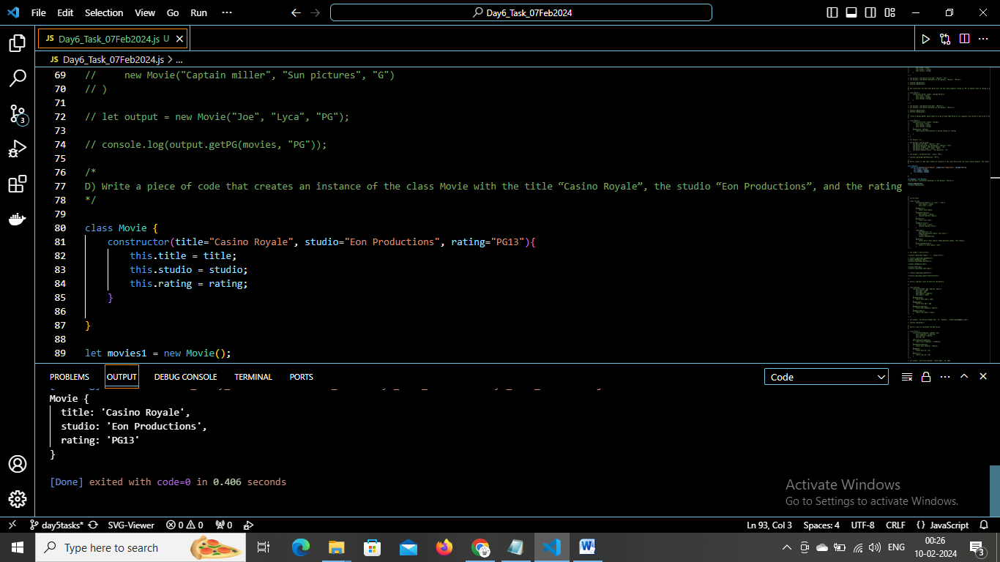 File Edit Selection View Go Run ···
Day6_Task_07Feb2024
JS Day6_Task_07Feb2024.js U
JS Day6_Task_07Feb2024.js > ...
69 //     new Movie("Captain miller", "Sun pictures", "G")
70 // )
71
72 // let output = new Movie("Joe", "Lyca", "PG");
73
74 // console.log(output.getPG(movies, "PG"));
75
76 /*
77 D) Write a piece of code that creates an instance of the class Movie with the title “Casino Royale”, the studio “Eon Productions”, and the rating
78 */
79
80 class Movie {
81     constructor(title="Casino Royale", studio="Eon Productions", rating="PG13"){
82         this.title = title;
83         this.studio = studio;
84         this.rating = rating;
85     }
86
87 }
88
89 let movies1 = new Movie();
PROBLEMS OUTPUT DEBUG CONSOLE TERMINAL PORTS
Code
Movie {
  title: 'Casino Royale',
  studio: 'Eon Productions',
  rating: 'PG13'
}
[Done] exited with code=0 in 0.406 seconds
Activate Windows
Go to Settings to activate Windows.
3
day5tasks* SVG-Viewer 0 0 0
Ln 93, Col 3 Spaces: 4 UTF-8 CRLF {} JavaScript
Type here to search
ENG
00:26
10-02-2024
3